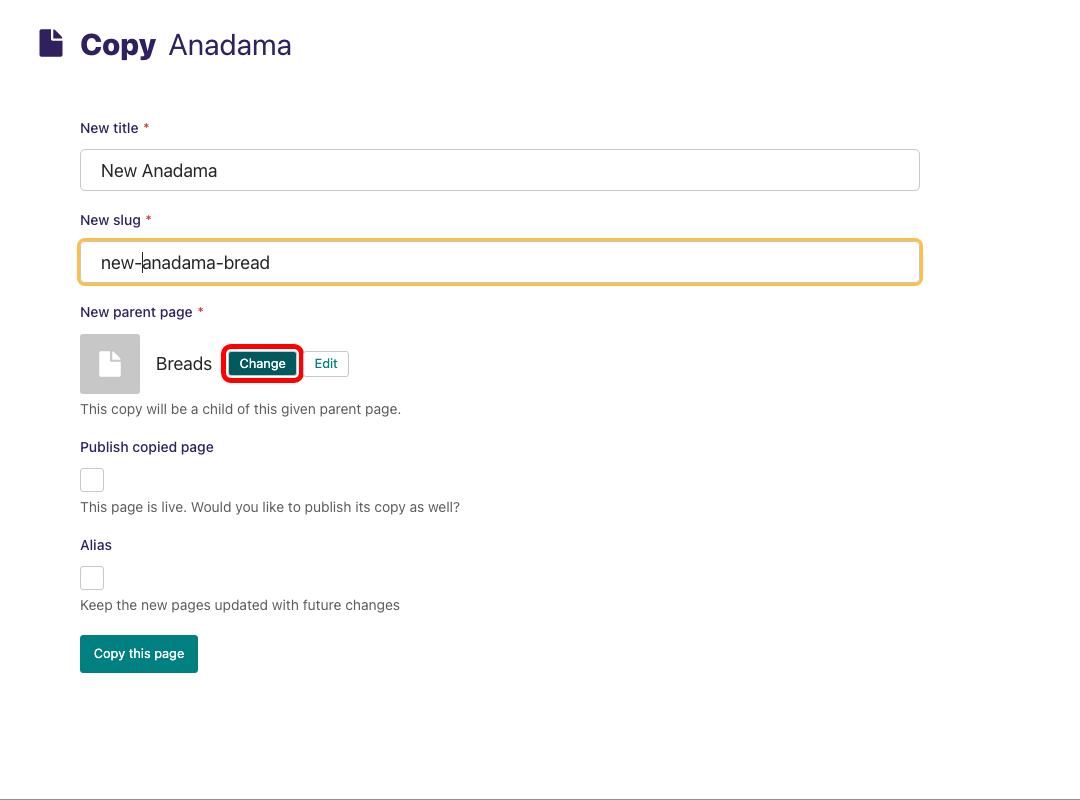 Copy Anadama
New title *
New Anadama
New slug *
new-anadama-bread
New parent page *
Breads Change Edit
This copy will be a child of this given parent page.
Publish copied page
This page is live. Would you like to publish its copy as well?
Alias
Keep the new pages updated with future changes
Copy this page